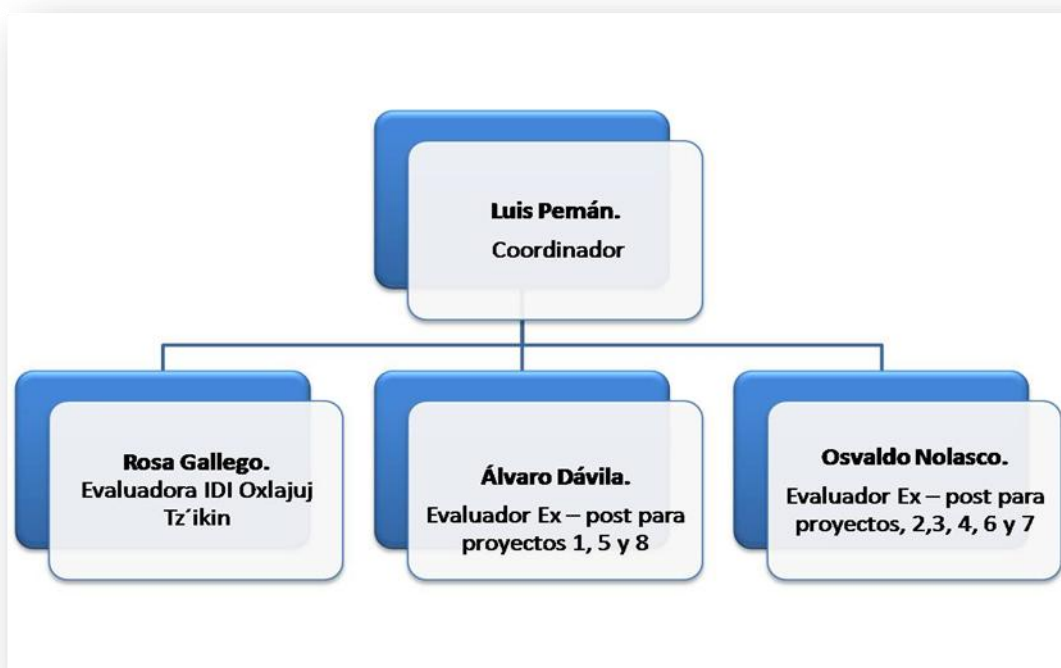 Luis Pemán.
Coordinador
Rosa Gallego.
Evaluadora IDI Oxlajuj
Tz´ikin
Álvaro Dávila.
Evaluador Ex – post para
proyectos 1, 5 y 8
Osvaldo Nolasco.
Evaluador Ex – post para
proyectos, 2,3, 4, 6 y 7